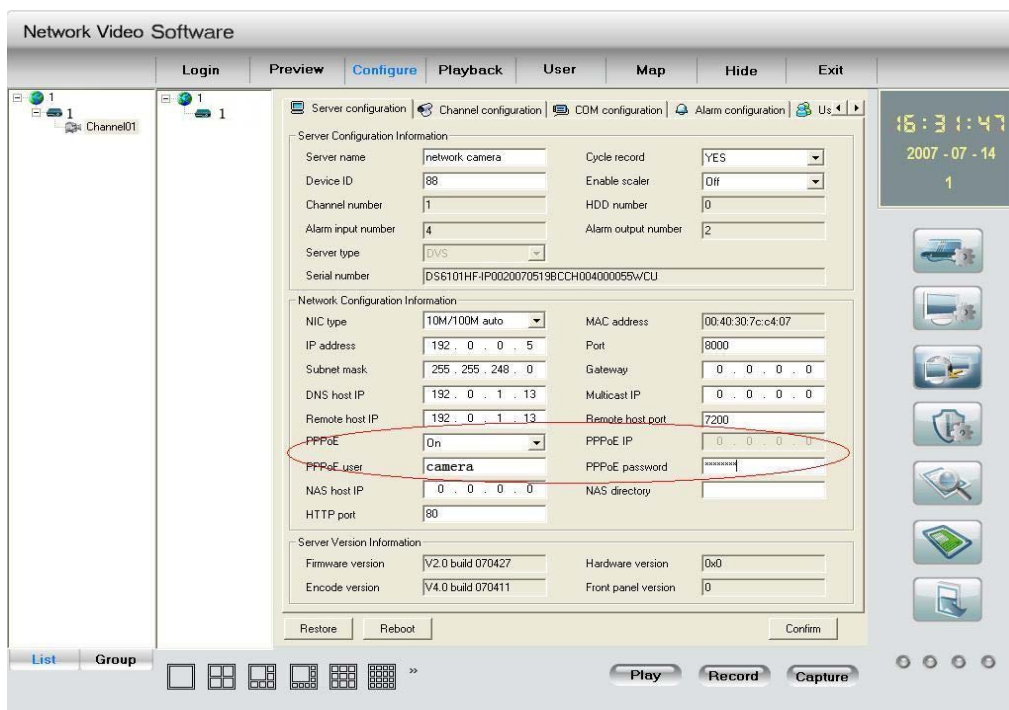 Network Video Software
Login Preview Configure Playback User Map Hide Exit
1
1
Channel01
1
1
Server configuration Channel configuration COM configuration Alarm configuration Us
16:31:47
2007 - 07 - 14
1
Server Configuration Information
Server name network camera Cycle record YES
Device ID 88 Enable scaler Off
Channel number 1 HDD number 0
Alarm input number 4 Alarm output number 2
Server type DVS
Serial number DS6101HF-IP0020070519BCCH004000055WCU
Network Configuration Information
NIC type 10M/100M auto MAC address 00:40:30:7c:c4:07
IP address 192 . 0 . 0 . 5 Port 8000
Subnet mask 255 . 255 . 248 . 0 Gateway 0 . 0 . 0 . 0
DNS host IP 192 . 0 . 1 . 13 Multicast IP 0 . 0 . 0 . 0
Remote host IP 192 . 0 . 1 . 13 Remote host port 7200
PPPoE On PPPoE IP 0 . 0 . 0 . 0
PPPoE user camera PPPoE password ********
NAS host IP 0 . 0 . 0 . 0 NAS directory
HTTP port 80
Server Version Information
Firmware version V2.0 build 070427 Hardware version 0x0
Encode version V4.0 build 070411 Front panel version 0
Restore Reboot Confirm
List Group
» Play Record Capture